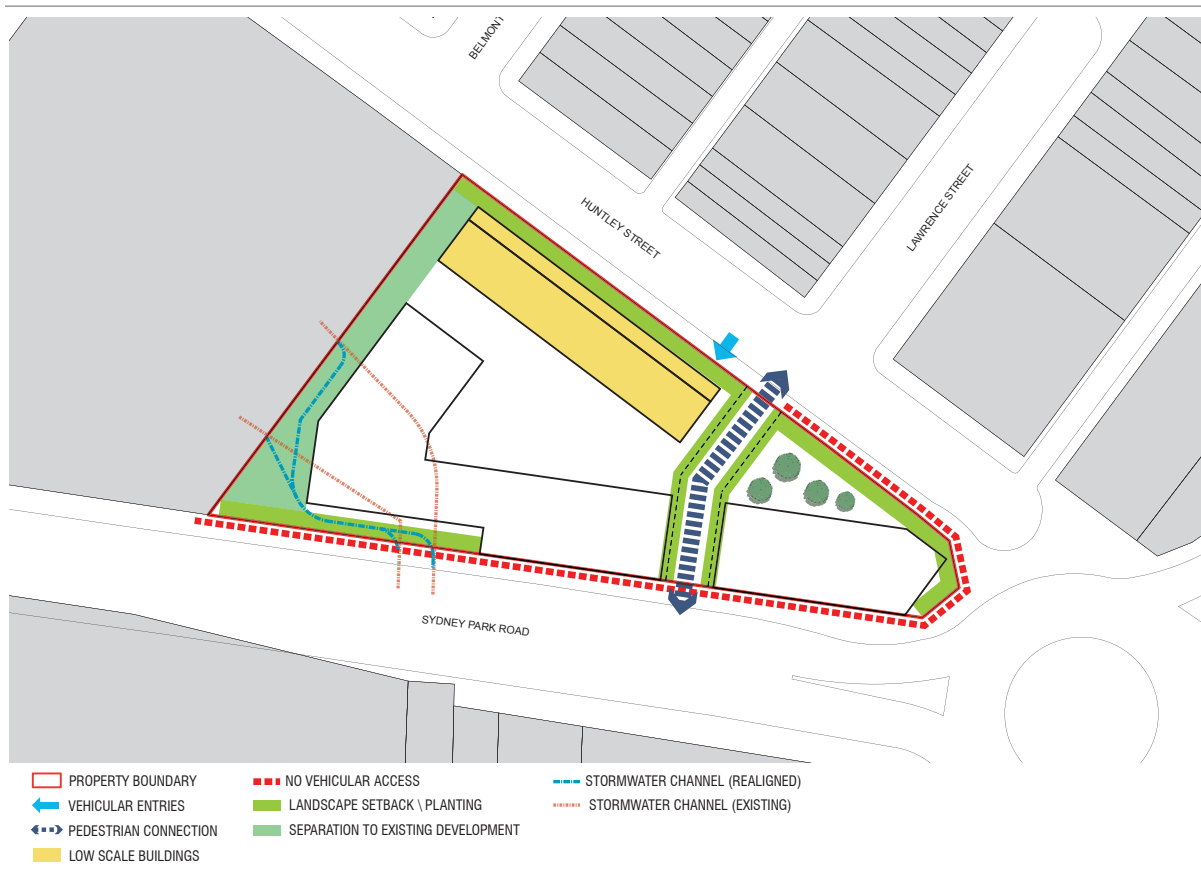 BELMONT
HUNTLEY STREET
LAWRENCE STREET
SYDNEY PARK ROAD
PROPERTY BOUNDARY
VEHICULAR ENTRIES
PEDESTRIAN CONNECTION
LOW SCALE BUILDINGS
NO VEHICULAR ACCESS
LANDSCAPE SETBACK \ PLANTING
SEPARATION TO EXISTING DEVELOPMENT
STORMWATER CHANNEL (REALIGNED)
STORMWATER CHANNEL (EXISTING)